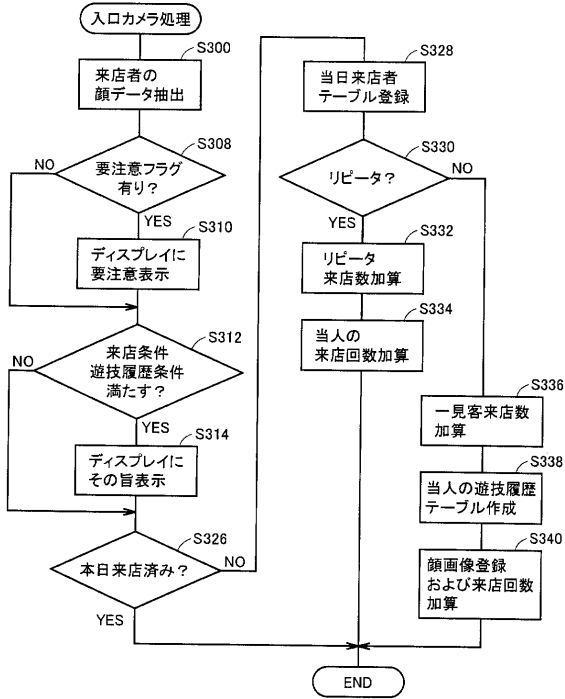 入口カメラ処理
S300
来店者の
顔データ抽出
S308
要注意フラグ
有り？
NO
YES
S310
ディスプレイに
要注意表示
S312
来店条件
遊技履歴条件
満たす？
NO
YES
S314
ディスプレイに
その旨表示
S326
本日来店済み？
NO
YES
S328
当日来店者
テーブル登録
S330
リピータ？
NO
YES
S332
リピータ
来店数加算
S334
当人の
来店回数加算
S336
一見客来店数
加算
S338
当人の遊技履歴
テーブル作成
S340
顔画像登録
および来店回数
加算
END